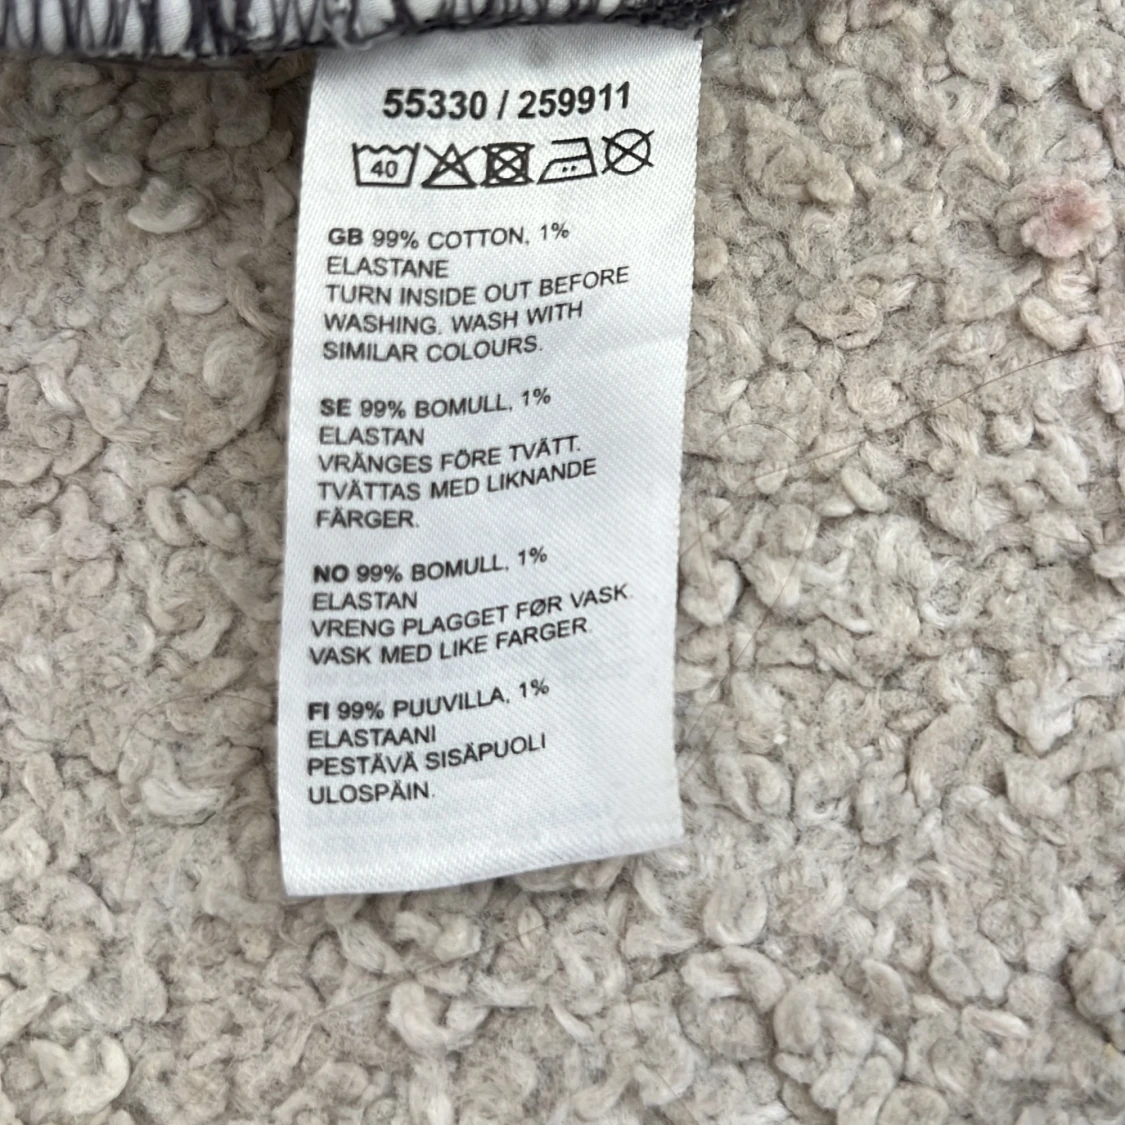 55330 / 259911
40
GB 99% COTTON, 1%
ELASTANE
TURN INSIDE OUT BEFORE
WASHING. WASH WITH
SIMILAR COLOURS.
SE 99% BOMULL, 1%
ELASTAN
VRÄNGES FÖRE TVÄTT.
TVÄTTAS MED LIKNANDE
FÄRGER.
NO 99% BOMULL, 1%
ELASTAN
VRENG PLAGGET FØR VASK.
VASK MED LIKE FARGER.
FI 99% PUUVILLA, 1%
ELASTAANI
PESTÄVÄ SISÄPUOLI
ULOSPÄIN.